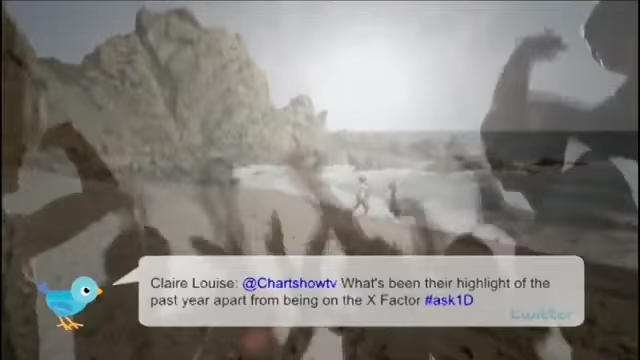 Claire Louise: @Chartshowtv What's been their highlight of the
past year apart from being on the X Factor #ask1D
twitter